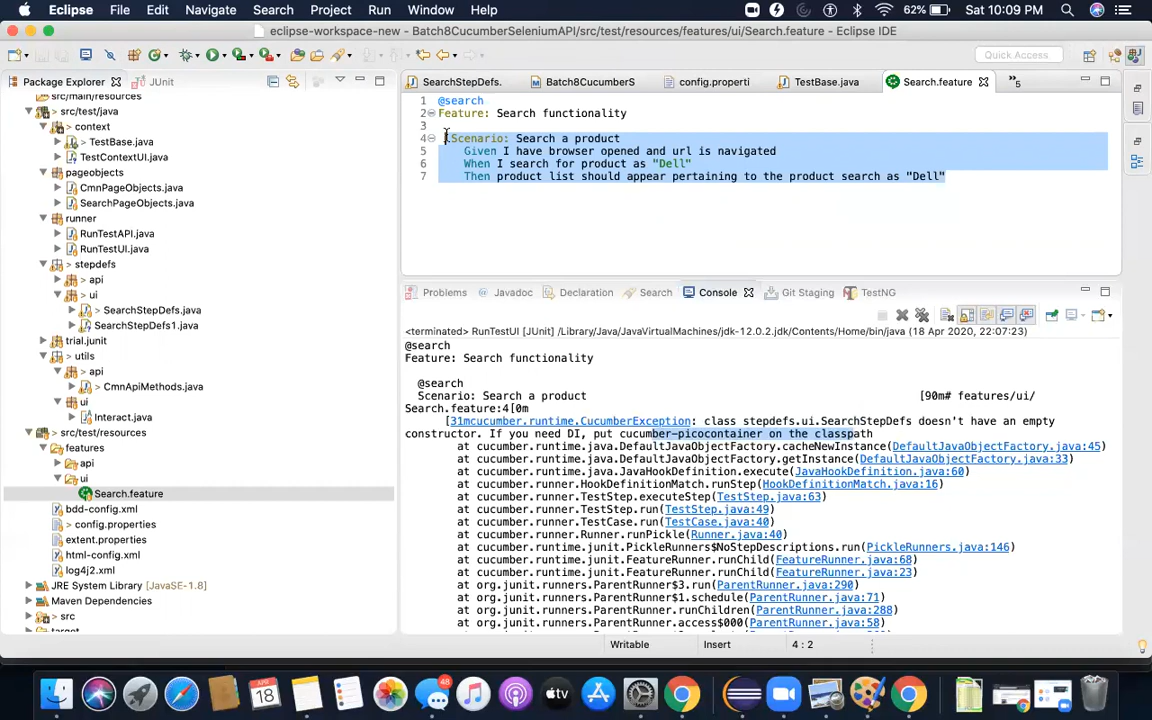 Eclipse File Edit Navigate Search Project Run Window Help 62% Sat 10:09 PM
eclipse-workspace-new - Batch8CucumberSeleniumAPI/src/test/resources/features/ui/Search.feature - Eclipse IDE
Quick Access
Package Explorer JUnit
src/main/resources
> src/test/java
> context
> TestBase.java
> TestContextUI.java
pageobjects
CmnPageObjects.java
SearchPageObjects.java
runner
RunTestAPI.java
RunTestUI.java
> stepdefs
> api
> ui
> SearchStepDefs.java
> SearchStepDefs1.java
trial.junit
> utils
> api
> CmnApiMethods.java
ui
Interact.java
> src/test/resources
> features
> api
> ui
Search.feature
bdd-config.xml
> config.properties
extent.properties
html-config.xml
log4j2.xml
JRE System Library [JavaSE-1.8]
Maven Dependencies
> src
target
SearchStepDefs. Batch8CucumberS config.properti TestBase.java Search.feature »5
1 @search
2 Feature: Search functionality
3
4 Scenario: Search a product
5 Given I have browser opened and url is navigated
6 When I search for product as "Dell"
7 Then product list should appear pertaining to the product search as "Dell"
Problems Javadoc Declaration Search Console Git Staging TestNG
<terminated> RunTestUI [JUnit] /Library/Java/JavaVirtualMachines/jdk-12.0.2.jdk/Contents/Home/bin/java (18 Apr 2020, 22:07:23)
@search
Feature: Search functionality
@search
Scenario: Search a product [90m# features/ui/
Search.feature:4[0m
[31mcucumber.runtime.CucumberException: class stepdefs.ui.SearchStepDefs doesn't have an empty
constructor. If you need DI, put cucumber-picocontainer on the classpath
at cucumber.runtime.java.DefaultJavaObjectFactory.cacheNewInstance(DefaultJavaObjectFactory.java:45)
at cucumber.runtime.java.DefaultJavaObjectFactory.getInstance(DefaultJavaObjectFactory.java:33)
at cucumber.runtime.java.JavaHookDefinition.execute(JavaHookDefinition.java:60)
at cucumber.runner.HookDefinitionMatch.runStep(HookDefinitionMatch.java:16)
at cucumber.runner.TestStep.executeStep(TestStep.java:63)
at cucumber.runner.TestStep.run(TestStep.java:49)
at cucumber.runner.TestCase.run(TestCase.java:40)
at cucumber.runner.Runner.runPickle(Runner.java:40)
at cucumber.runtime.junit.PickleRunners$NoStepDescriptions.run(PickleRunners.java:146)
at cucumber.runtime.junit.FeatureRunner.runChild(FeatureRunner.java:68)
at cucumber.runtime.junit.FeatureRunner.runChild(FeatureRunner.java:23)
at org.junit.runners.ParentRunner$3.run(ParentRunner.java:290)
at org.junit.runners.ParentRunner$1.schedule(ParentRunner.java:71)
at org.junit.runners.ParentRunner.runChildren(ParentRunner.java:288)
at org.junit.runners.ParentRunner.access$000(ParentRunner.java:58)
Writable Insert 4 : 2
APR 18 48 tv